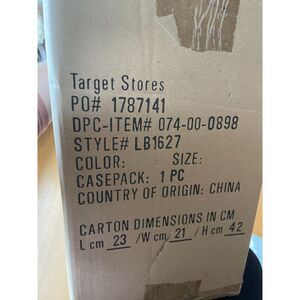 Target Stores
PO# 1787141
DPC-ITEM# 074-00-0898
STYLE# LB1627
COLOR: SIZE:
CASEPACK: 1 PC
COUNTRY OF ORIGIN: CHINA
CARTON DIMENSIONS IN CM
L cm 23 /W cm 21 /H cm 42